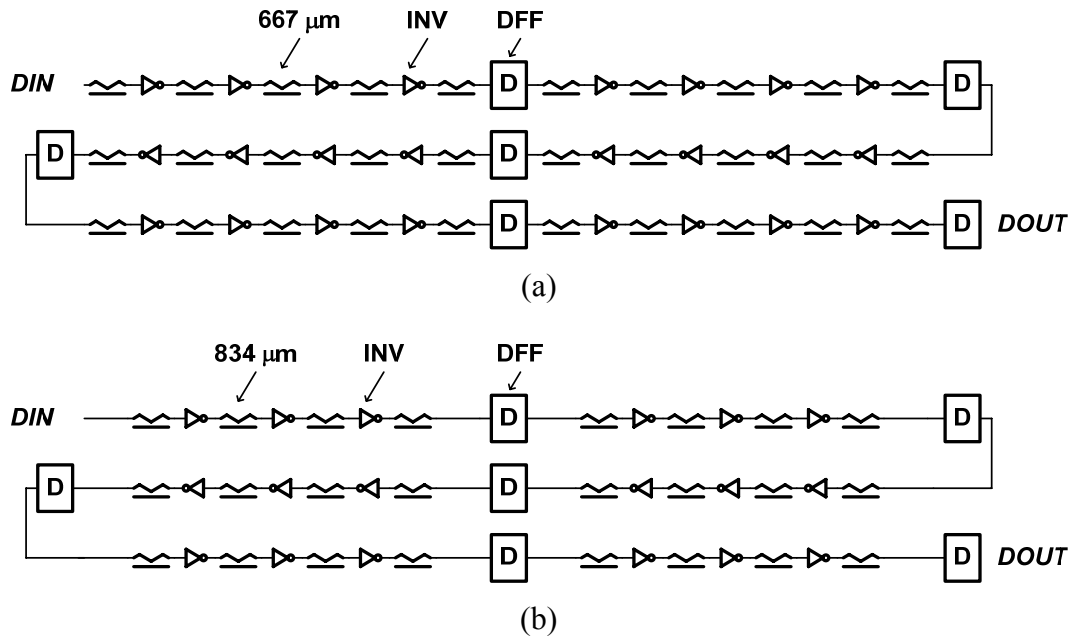 667 μm INV DFF
DIN D D
D D
D D DOUT
(a)
834 μm INV DFF
DIN D D
D D
D D DOUT
(b)